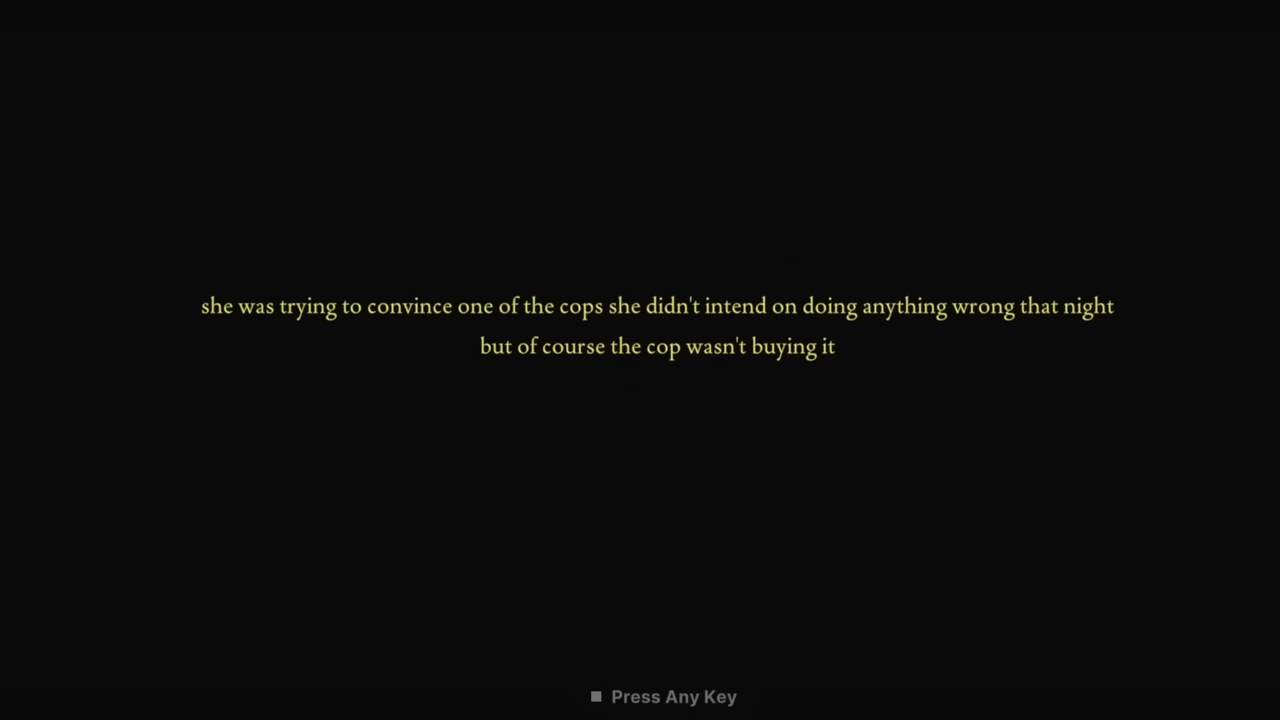 she was trying to convince one of the cops she didn't intend on doing anything wrong that night
but of course the cop wasn't buying it
Press Any Key